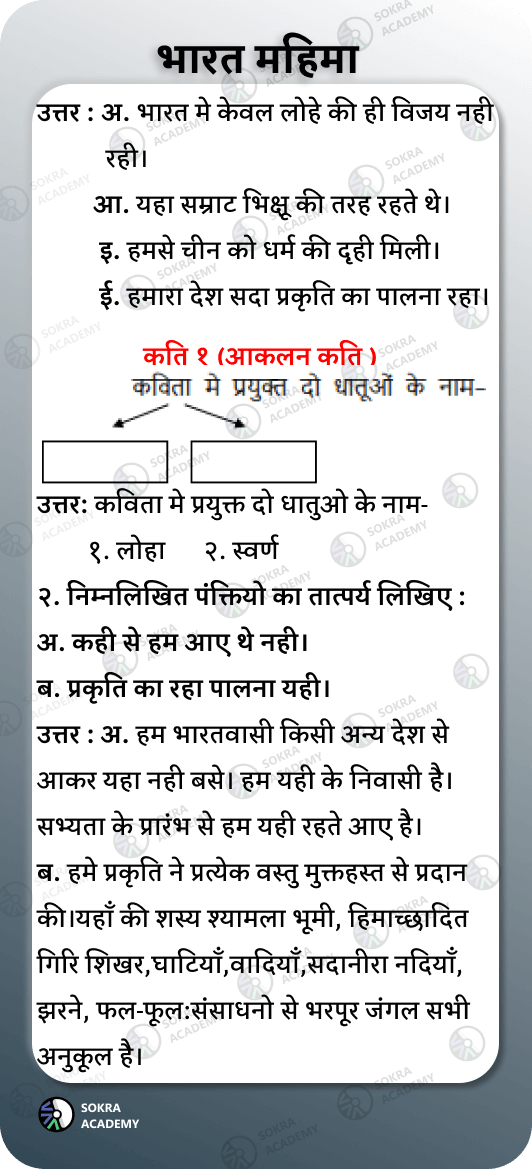 भारत महिमा
उत्तर : अ. भारत मे केवल लोहे की ही विजय नही
रही।
आ. यहा सम्राट भिक्षू की तरह रहते थे।
इ. हमसे चीन को धर्म की दृही मिली।
ई. हमारा देश सदा प्रकृति का पालना रहा।
कति १ (आकलन कति )
कविता मे प्रयुक्त दो धातूओं के नाम-
उत्तर: कविता मे प्रयुक्त दो धातुओ के नाम-
१. लोहा २. स्वर्ण
२. निम्नलिखित पंक्तियो का तात्पर्य लिखिए :
अ. कही से हम आए थे नही।
ब. प्रकृति का रहा पालना यही।
उत्तर : अ. हम भारतवासी किसी अन्य देश से
आकर यहा नही बसे। हम यही के निवासी है।
सभ्यता के प्रारंभ से हम यही रहते आए है।
ब. हमे प्रकृति ने प्रत्येक वस्तु मुक्तहस्त से प्रदान
की।यहाँ की शस्य श्यामला भूमी, हिमाच्छादित
गिरि शिखर,घाटियाँ,वादियाँ,सदानीरा नदियाँ,
झरने, फल-फूल:संसाधनो से भरपूर जंगल सभी
अनुकूल है।
SOKRA
ACADEMY